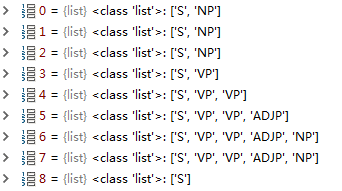 0 = {list} <class 'list'>: ['S', 'NP']
1 = {list} <class 'list'>: ['S', 'NP']
2 = {list} <class 'list'>: ['S', 'NP']
3 = {list} <class 'list'>: ['S', 'VP']
4 = {list} <class 'list'>: ['S', 'VP', 'VP']
5 = {list} <class 'list'>: ['S', 'VP', 'VP', 'ADJP']
6 = {list} <class 'list'>: ['S', 'VP', 'VP', 'ADJP', 'NP']
7 = {list} <class 'list'>: ['S', 'VP', 'VP', 'ADJP', 'NP']
8 = {list} <class 'list'>: ['S']